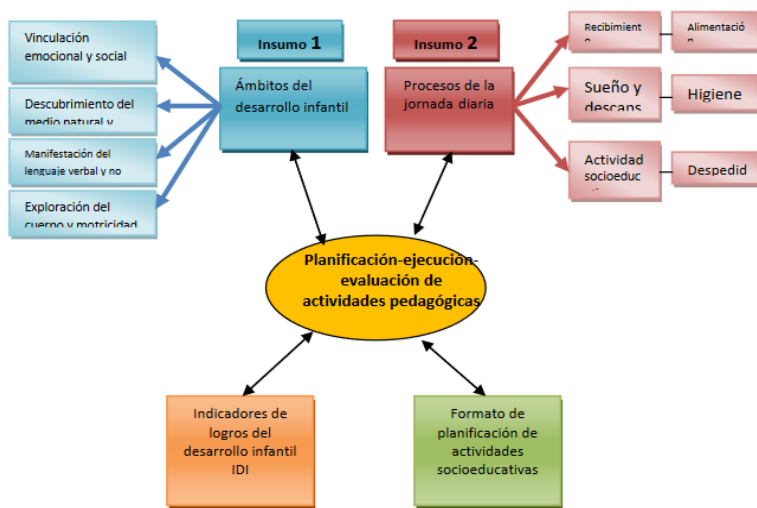 Vinculación
emocional y social
Descubrimiento del
medio natural y
Manifestación del
lenguaje verbal y no
Exploración del
cuerpo y motricidad
Insumo 1
Ámbitos del
desarrollo infantil
Insumo 2
Procesos de la
jornada diaria
Recibimient
Alimentació
n
Sueño y
descans
Higiene
Actividad
socioeduc
Despedid
Planificación-ejecución-
evaluación de
actividades pedagógicas
Indicadores de
logros del
desarrollo infantil
IDI
Formato de
planificación de
actividades
socioeducativas